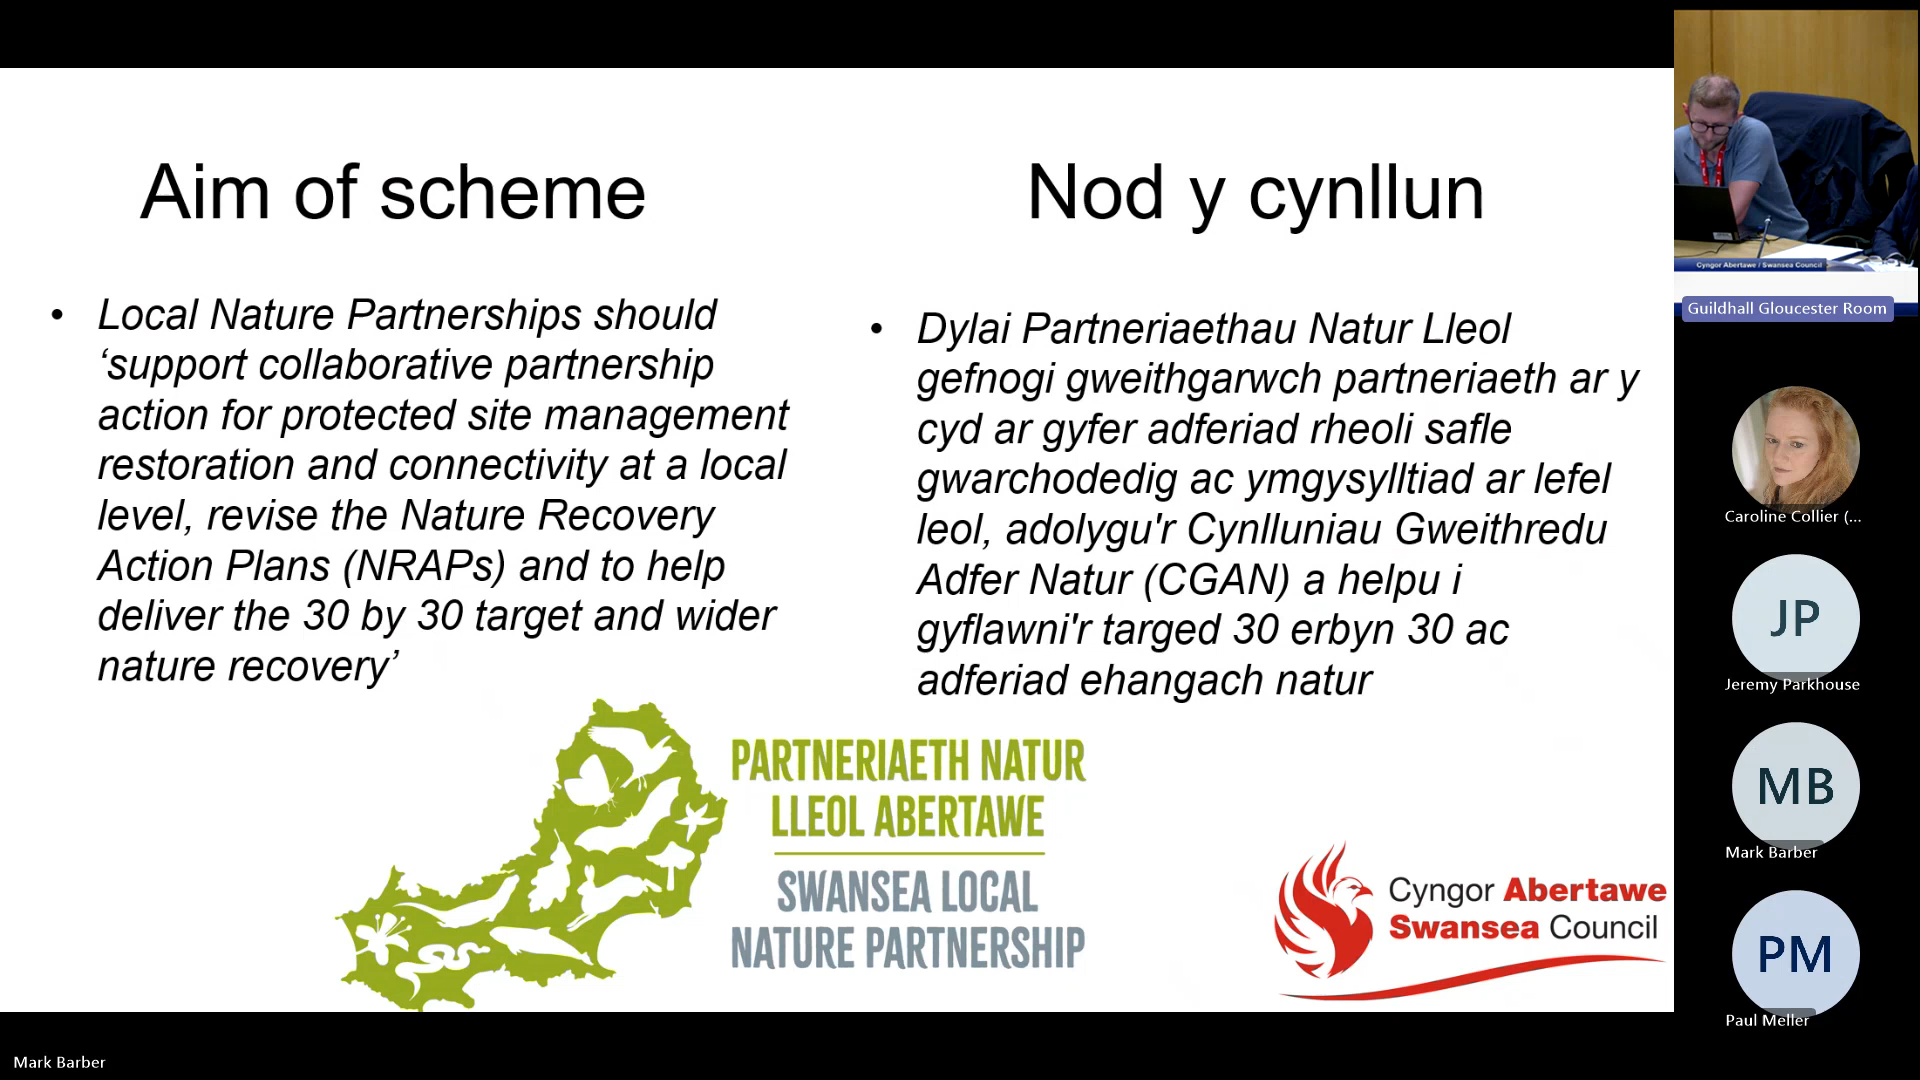 Aim of scheme
• Local Nature Partnerships should
‘support collaborative partnership
action for protected site management
restoration and connectivity at a local
level, revise the Nature Recovery
Action Plans (NRAPs) and to help
deliver the 30 by 30 target and wider
nature recovery’
Nod y cynllun
• Dylai Partneriaethau Natur Lleol
gefnogi gweithgarwch partneriaeth ar y
cyd ar gyfer adferiad rheoli safle
gwarchodedig ac ymgysylltiad ar lefel
leol, adolygu'r Cynlluniau Gweithredu
Adfer Natur (CGAN) a helpu i
gyflawni'r targed 30 erbyn 30 ac
adferiad ehangach natur
PARTNERIAETH NATUR
LLEOL ABERTAWE
SWANSEA LOCAL
NATURE PARTNERSHIP
Cyngor Abertawe
Swansea Council
Cyngor Abertawe / Swansea Council
Guildhall Gloucester Room
Caroline Collier (...
JP
Jeremy Parkhouse
MB
Mark Barber
PM
Paul Meller
Mark Barber